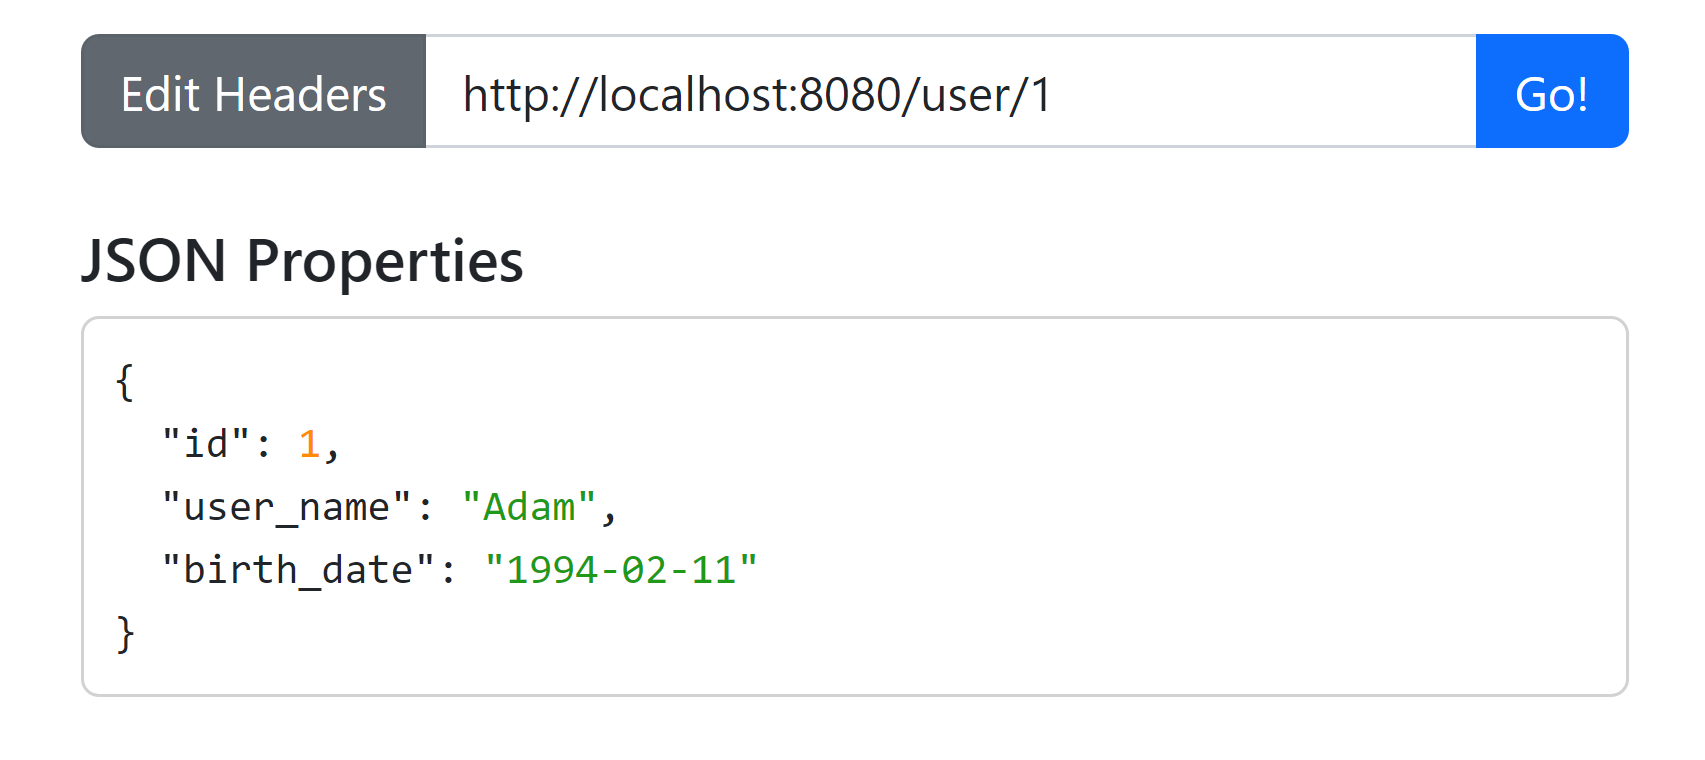 Edit Headers http://localhost:8080/user/1 Go!
JSON Properties
{
  "id": 1,
  "user_name": "Adam",
  "birth_date": "1994-02-11"
}